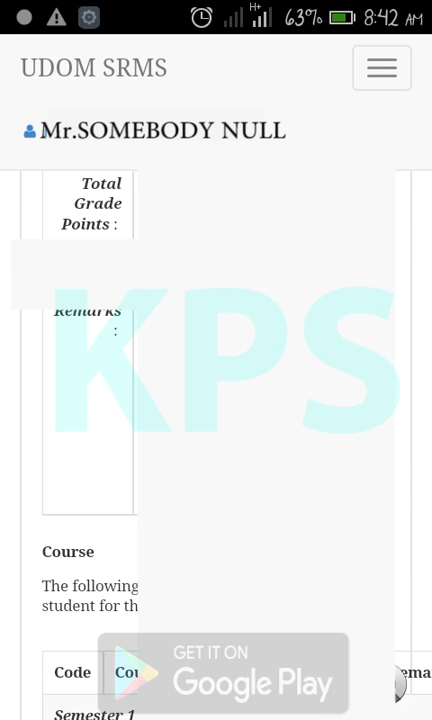 H+ 63% 8:42 AM
UDOM SRMS
Mr.SOMEBODY NULL
Total
Grade
Points :
Remarks
:
KPS
Course
The following
student for th
GET IT ON
Google Play
Code Cou ema
Semester 1